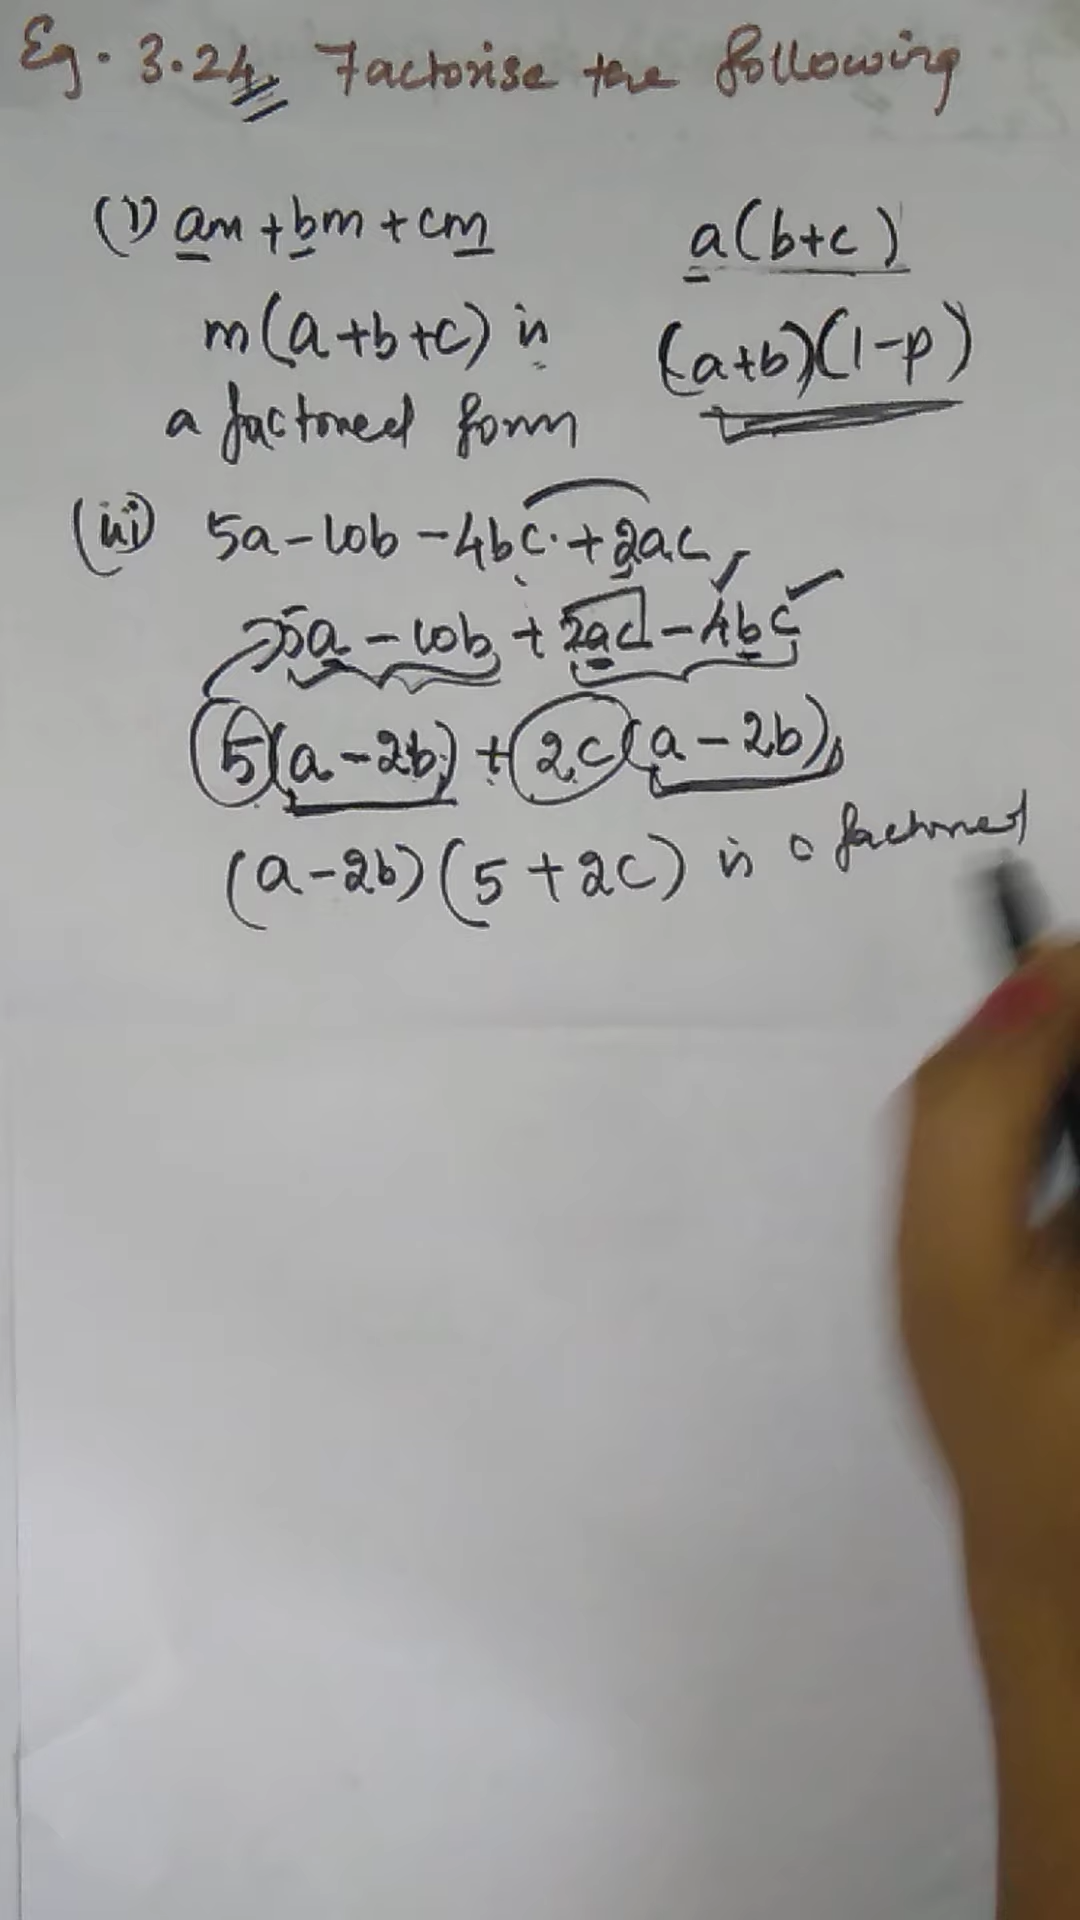 Eg. 3.24, Factorise the following
(i) am + bm + cm
m(a+b+c) is
a factored form
a(b+c)
(a+b)(1-p)
(iii) 5a - 10b - 4bc + 2ac
5a - 10b + 2ac - 4bc
5(a-2b) + 2c(a-2b)
(a-2b)(5+2c) is a factored